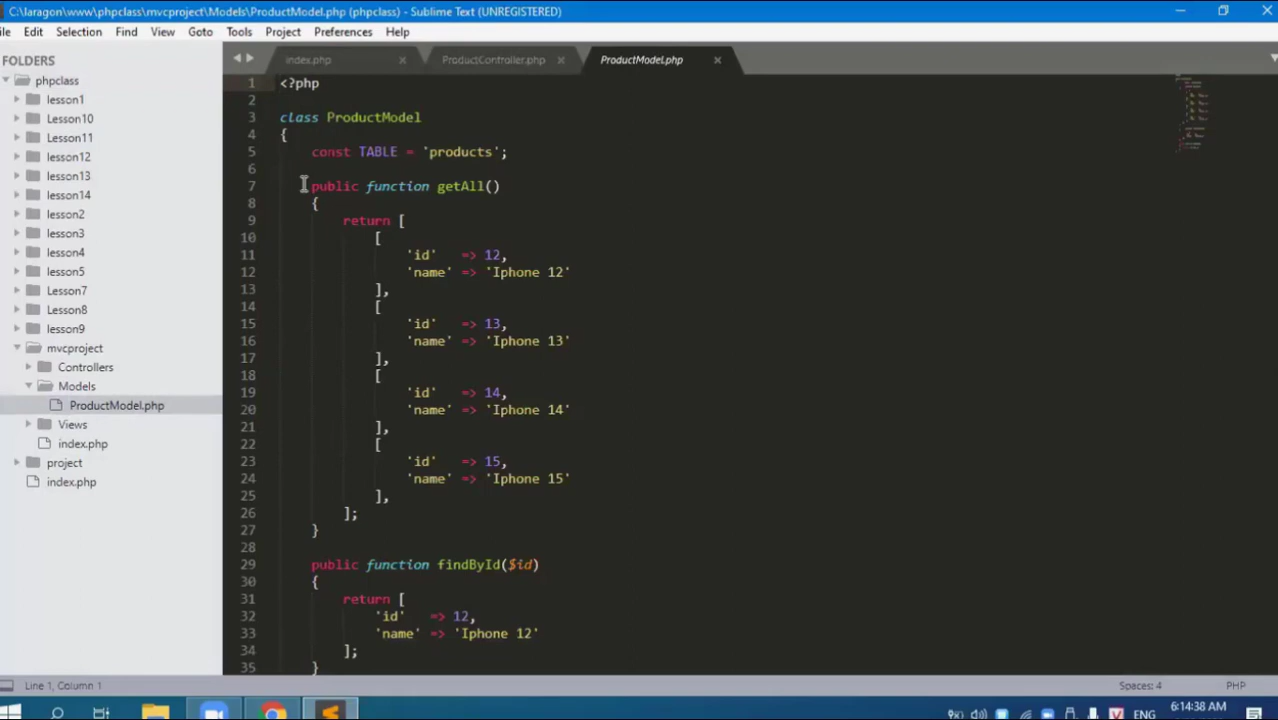 C:\laragon\www\phpclass\mvcproject\Models\ProductModel.php (phpclass) - Sublime Text (UNREGISTERED)
ile Edit Selection Find View Goto Tools Project Preferences Help
FOLDERS
phpclass
lesson1
Lesson10
Lesson11
lesson12
lesson13
lesson14
lesson2
lesson3
lesson4
lesson5
Lesson7
Lesson8
lesson9
mvcproject
Controllers
Models
ProductModel.php
Views
index.php
project
index.php
index.php ProductController.php ProductModel.php
1 <?php
2
3 class ProductModel
4 {
5 const TABLE = 'products';
6
7 public function getAll()
8 {
9 return [
10 [
11 'id' => 12,
12 'name' => 'Iphone 12'
13 ],
14 [
15 'id' => 13,
16 'name' => 'Iphone 13'
17 ],
18 [
19 'id' => 14,
20 'name' => 'Iphone 14'
21 ],
22 [
23 'id' => 15,
24 'name' => 'Iphone 15'
25 ],
26 ];
27 }
28
29 public function findById($id)
30 {
31 return [
32 'id' => 12,
33 'name' => 'Iphone 12'
34 ];
35 }
Line 1, Column 1 Spaces: 4 PHP
V ENG 6:14:38 AM